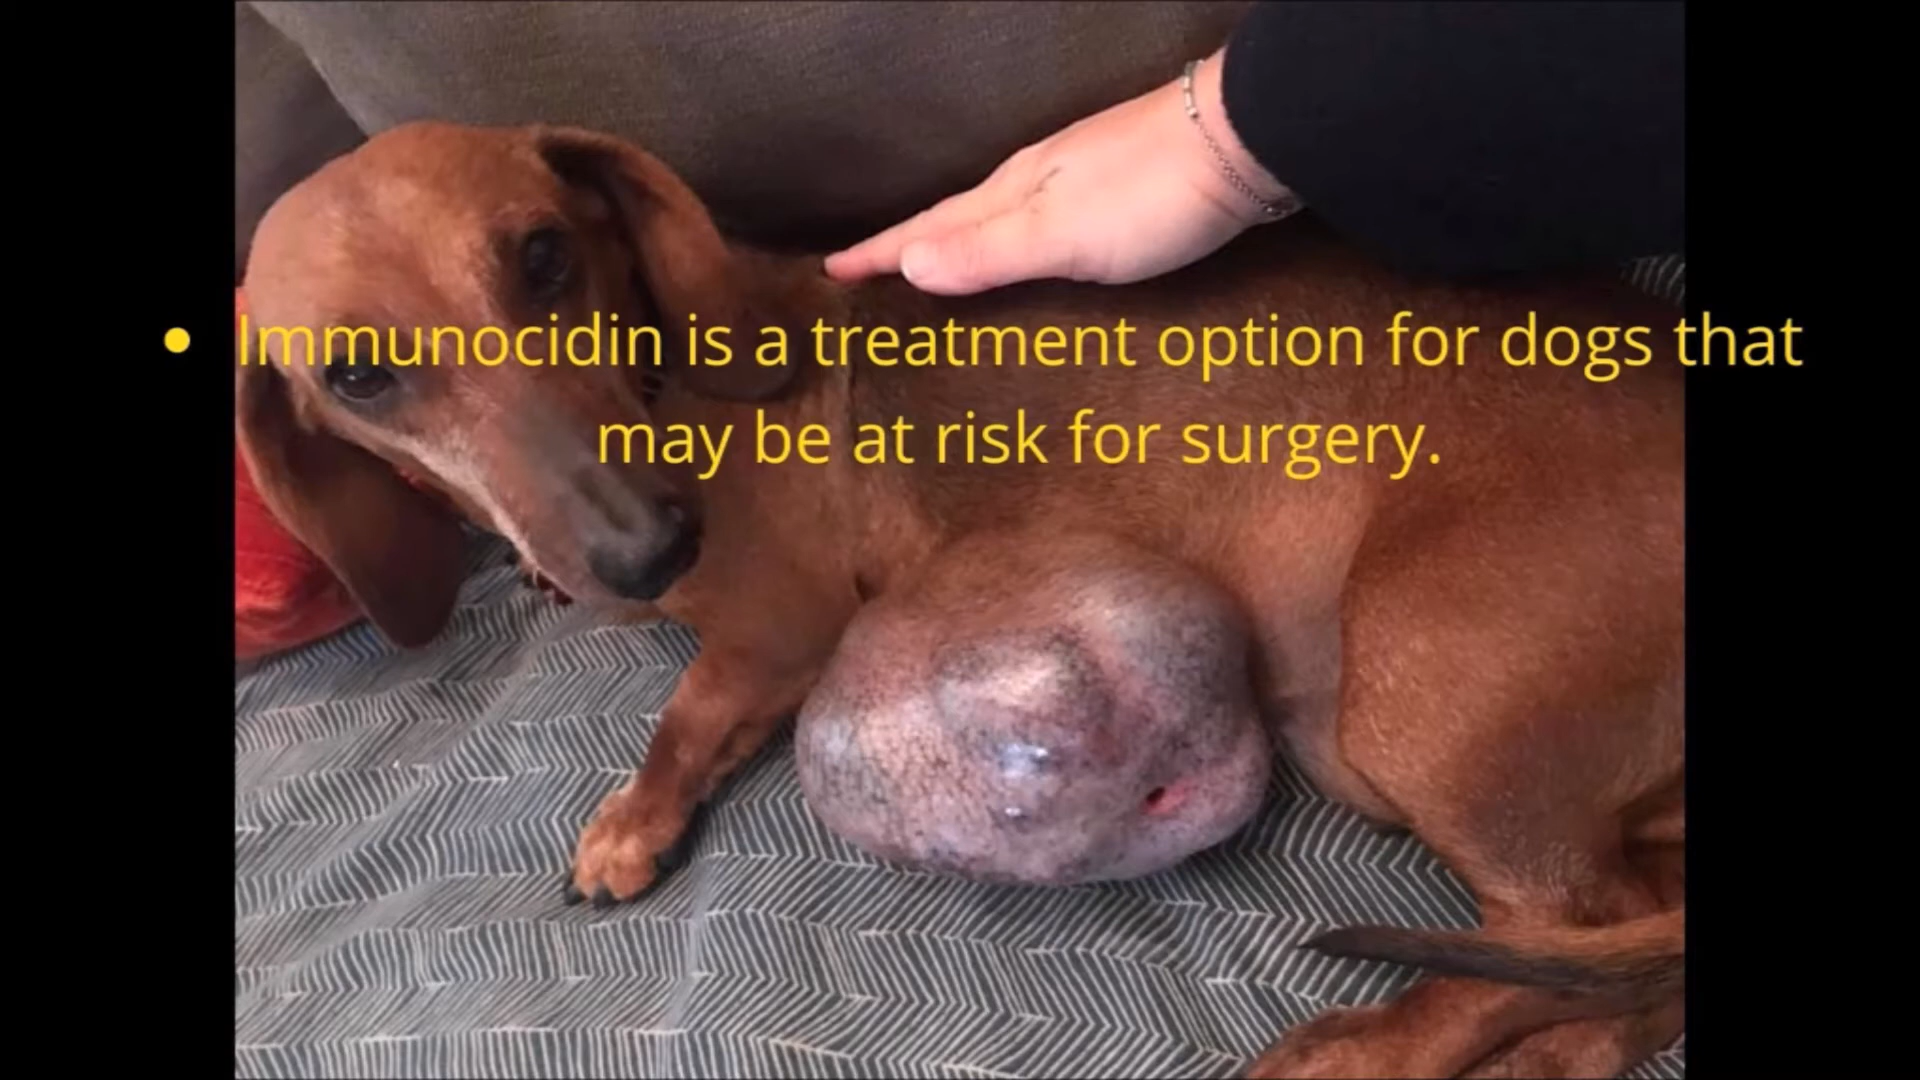 • Immunocidin is a treatment option for dogs that
may be at risk for surgery.